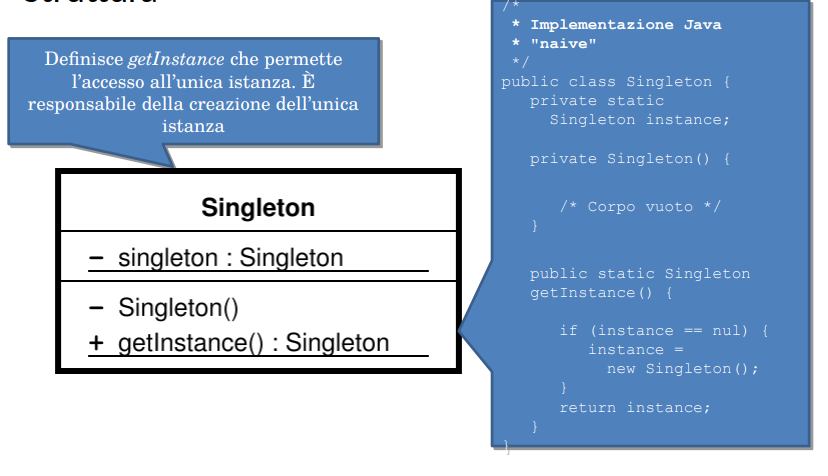 Struttura
Definisce getInstance che permette
l'accesso all'unica istanza. È
responsabile della creazione dell'unica
istanza
Singleton
– singleton : Singleton
– Singleton()
+ getInstance() : Singleton
/*
* Implementazione Java
* "naive"
*/
public class Singleton {
private static
Singleton instance;
private Singleton() {
/* Corpo vuoto */
}
public static Singleton
getInstance() {
if (instance == nul) {
instance =
new Singleton();
}
return instance;
}
}